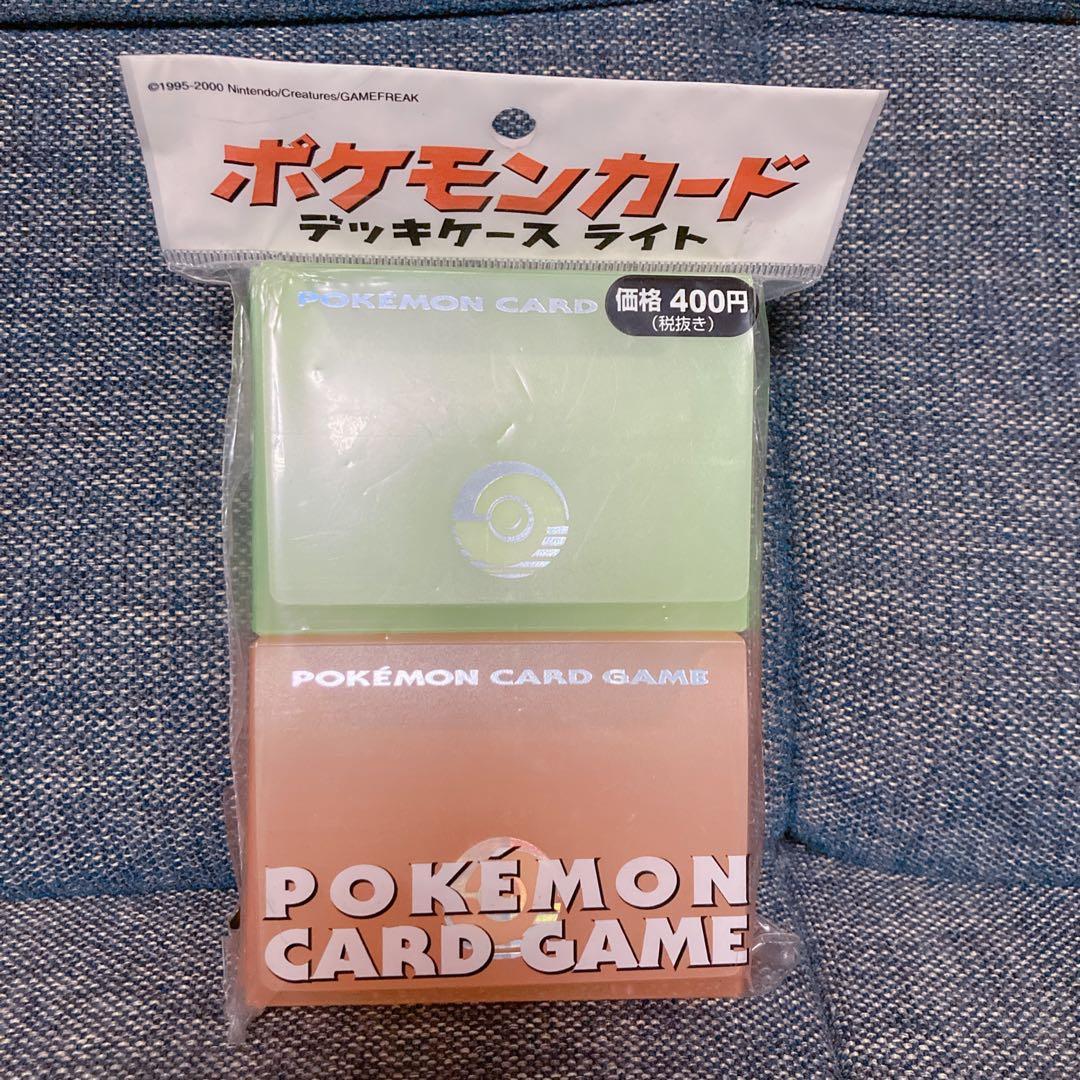 ©1995-2000 Nintendo/Creatures/GAMEFREAK
ポケモンカード
デッキケース ライト
POKÉMON CARD
価格 400円
(税抜き)
POKÉMON CARD GAME
POKÉMON
CARD GAME